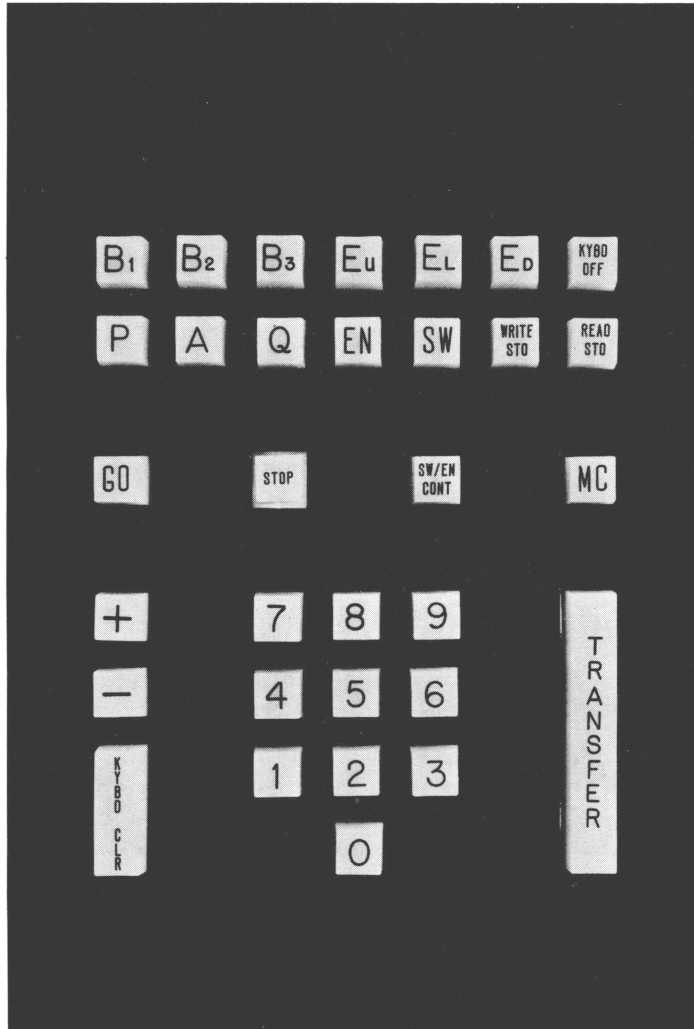 B1 B2 B3 EU EL ED KYBD OFF
P A Q EN SW WRITE STO READ STO
GO STOP SW/EN CONT MC
+ 7 8 9
- 4 5 6
KYBD CLR 1 2 3
0
TRANSFER